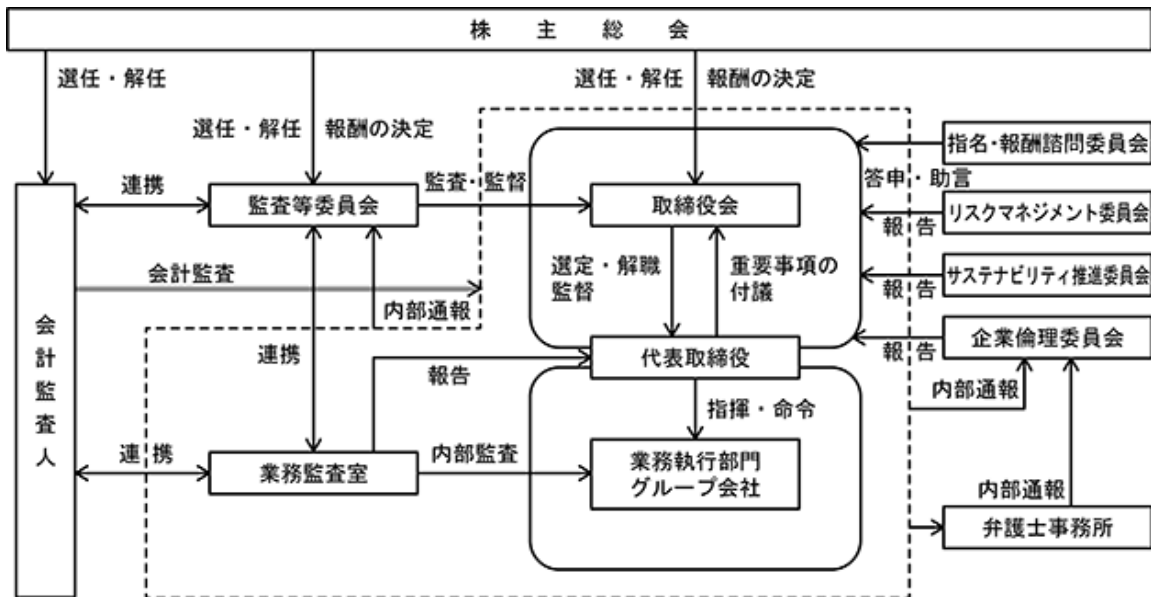 株主総会
選任・解任
選任・解任
報酬の決定
選任・解任
報酬の決定
指名・報酬諮問委員会
答申・助言
連携
監査等委員会
監査・監督
取締役会
リスクマネジメント委員会
報告
会計監査
選定・解職
監督
重要事項の
付議
サステナビリティ推進委員会
報告
内部通報
企業倫理委員会
報告
会計監査人
連携
報告
代表取締役
内部通報
指揮・命令
連携
業務監査室
内部監査
業務執行部門
グループ会社
内部通報
弁護士事務所